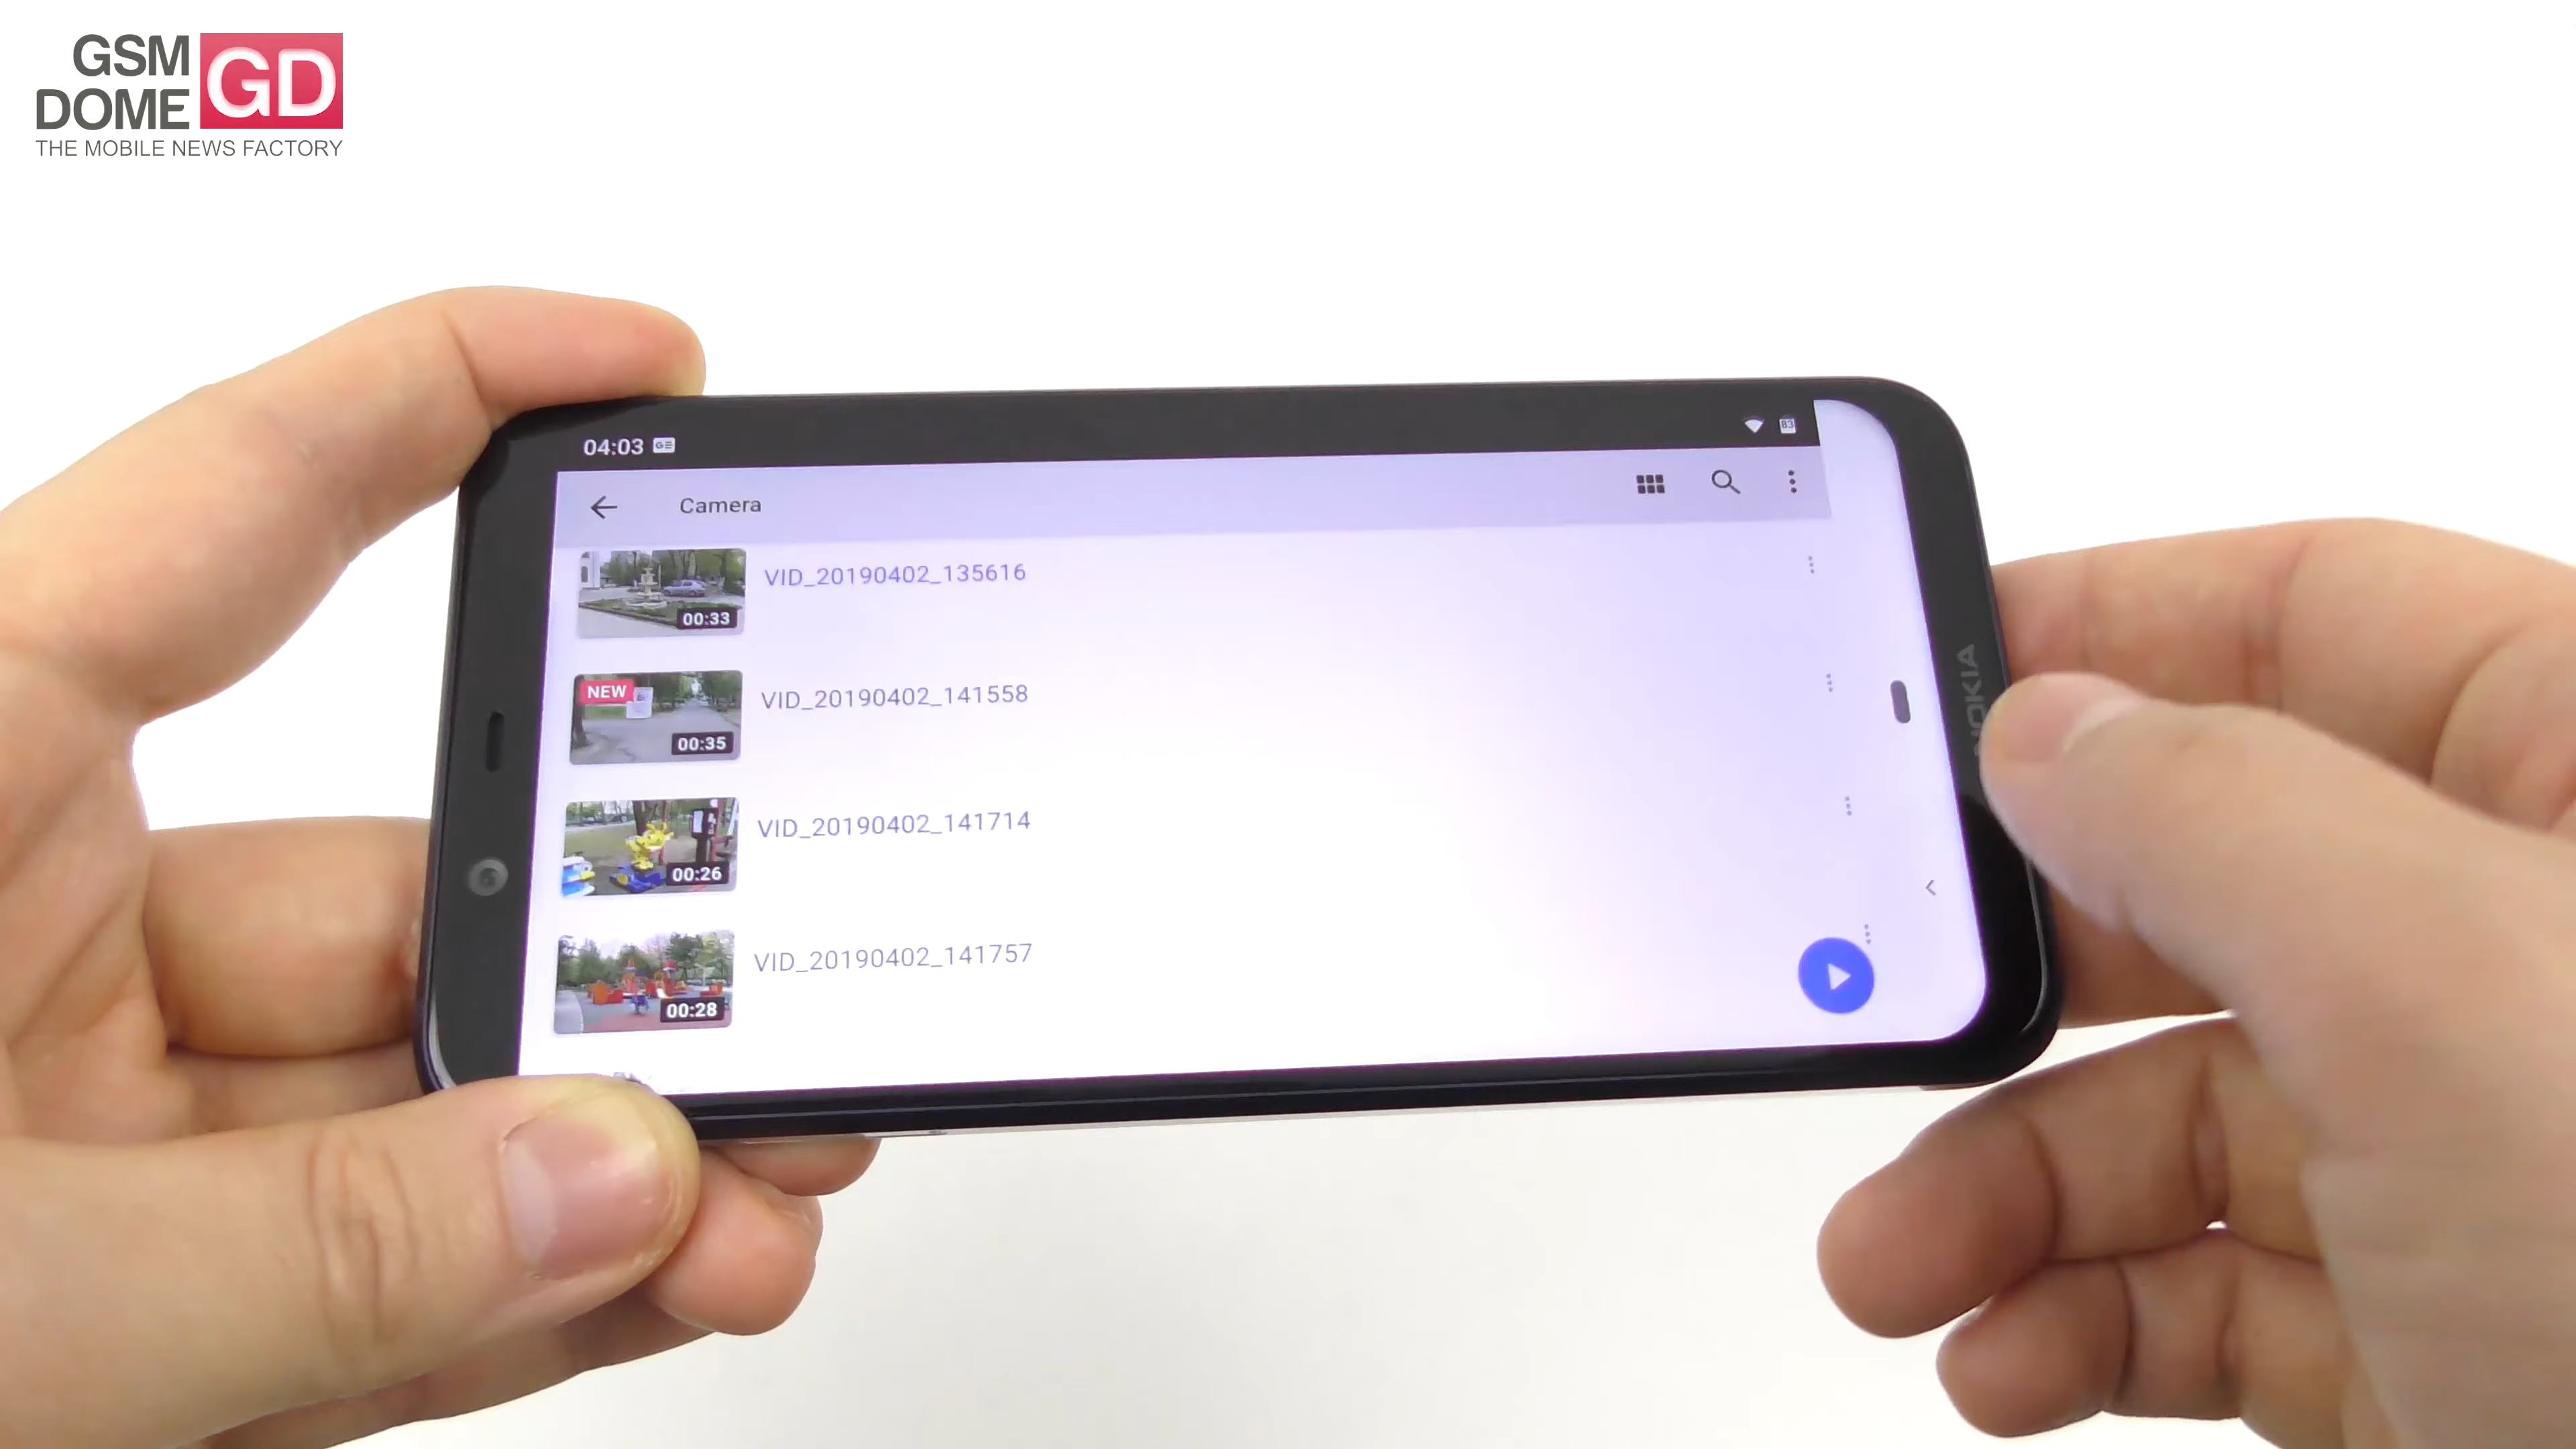 GSM
DOME
GD
THE MOBILE NEWS FACTORY
04:03
83
Camera
VID_20190402_135616
00:33
NEW
VID_20190402_141558
00:35
VID_20190402_141714
00:26
VID_20190402_141757
00:28
NOKIA